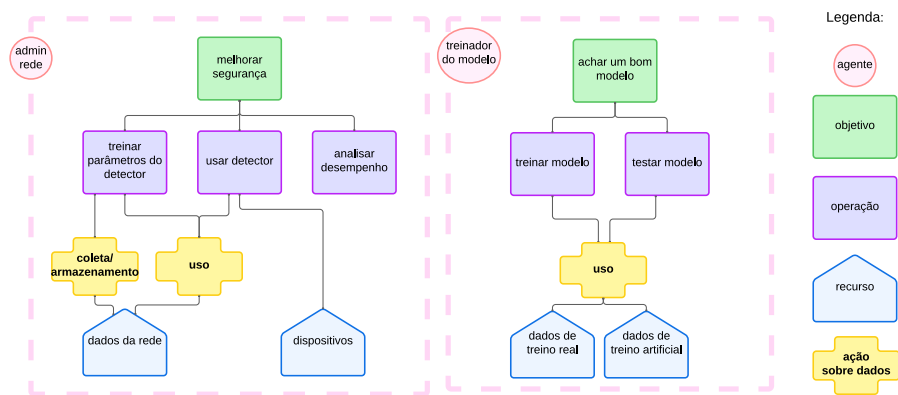 admin
rede
melhorar
segurança
treinar
parâmetros do
detector
usar detector
analisar
desempenho
coleta/
armazenamento
uso
dados da rede
dispositivos
treinador
do modelo
achar um bom
modelo
treinar modelo
testar modelo
uso
dados de
treino real
dados de
treino artificial
Legenda:
agente
objetivo
operação
recurso
ação
sobre dados